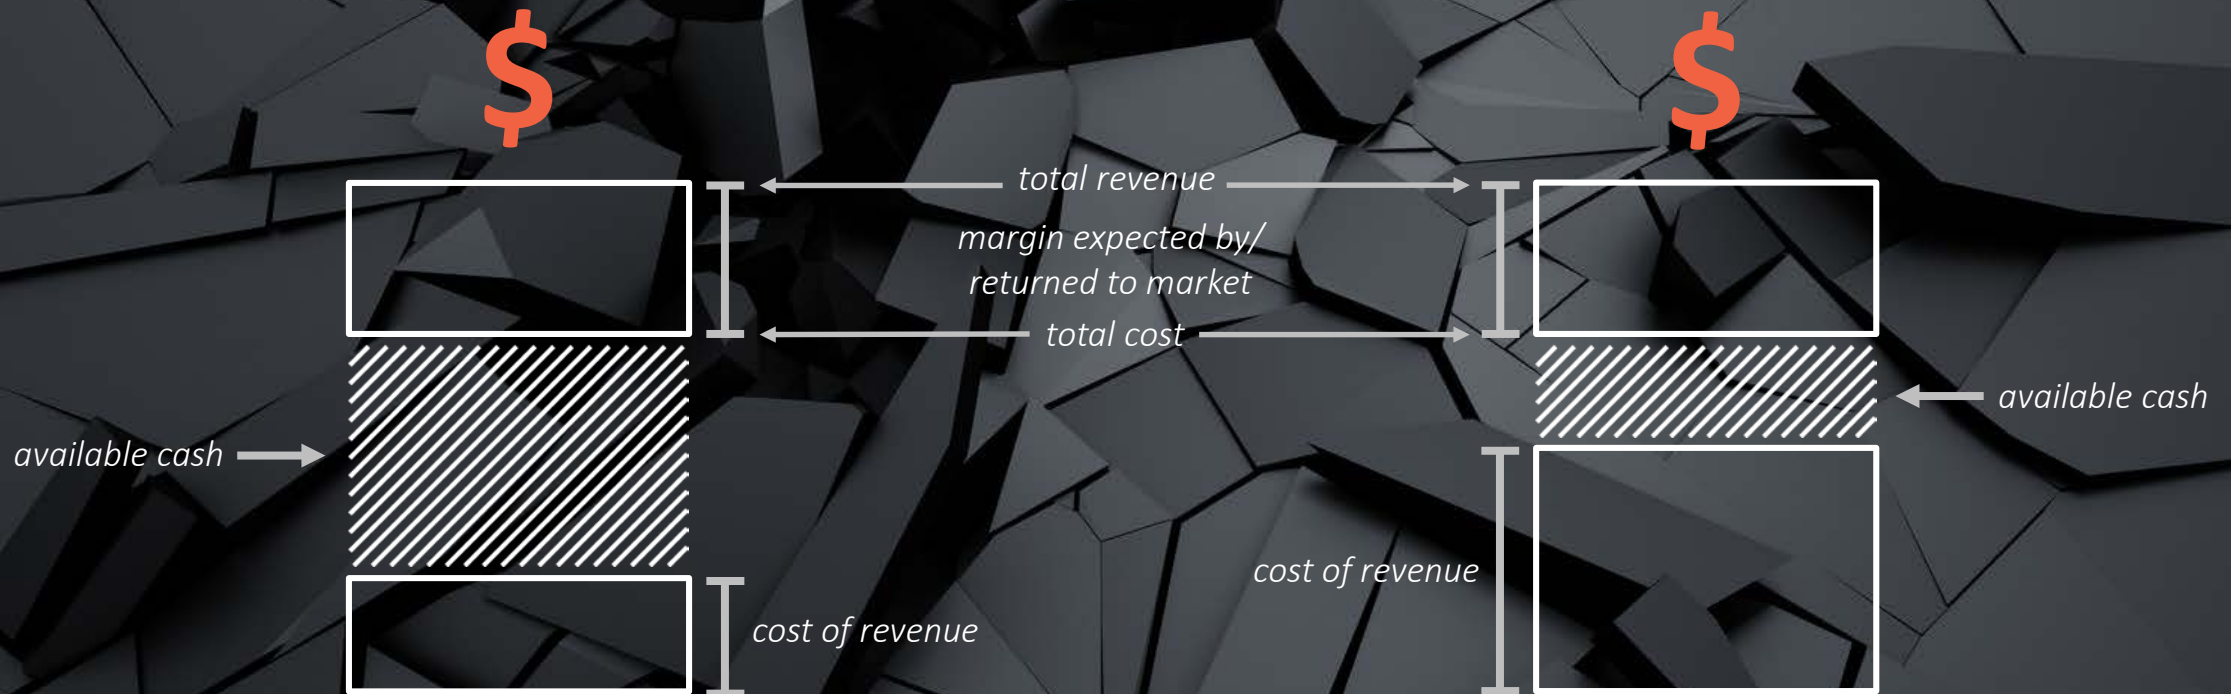 $
$
total revenue
margin expected by/
returned to market
total cost
available cash
available cash
cost of revenue
cost of revenue